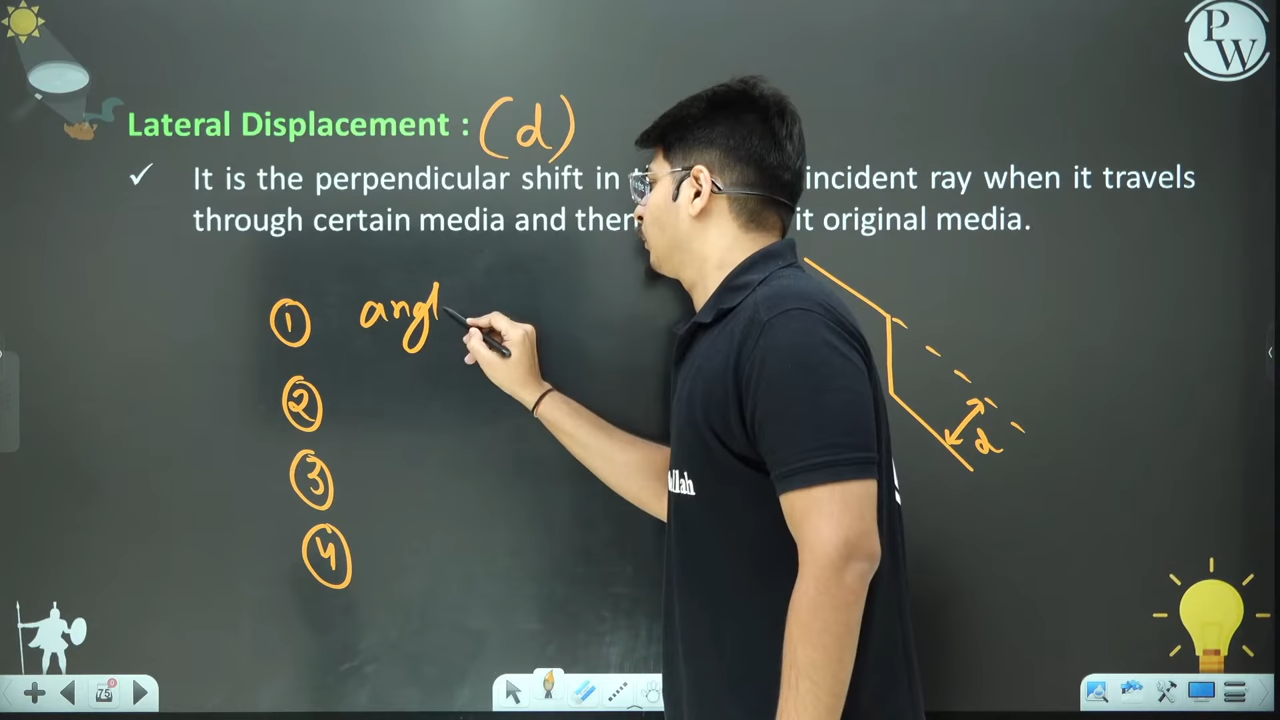 PW
Lateral Displacement : (d)
✓ It is the perpendicular shift in incident ray when it travels
through certain media and then it original media.
1 angl
2
3
4
d
llah
75